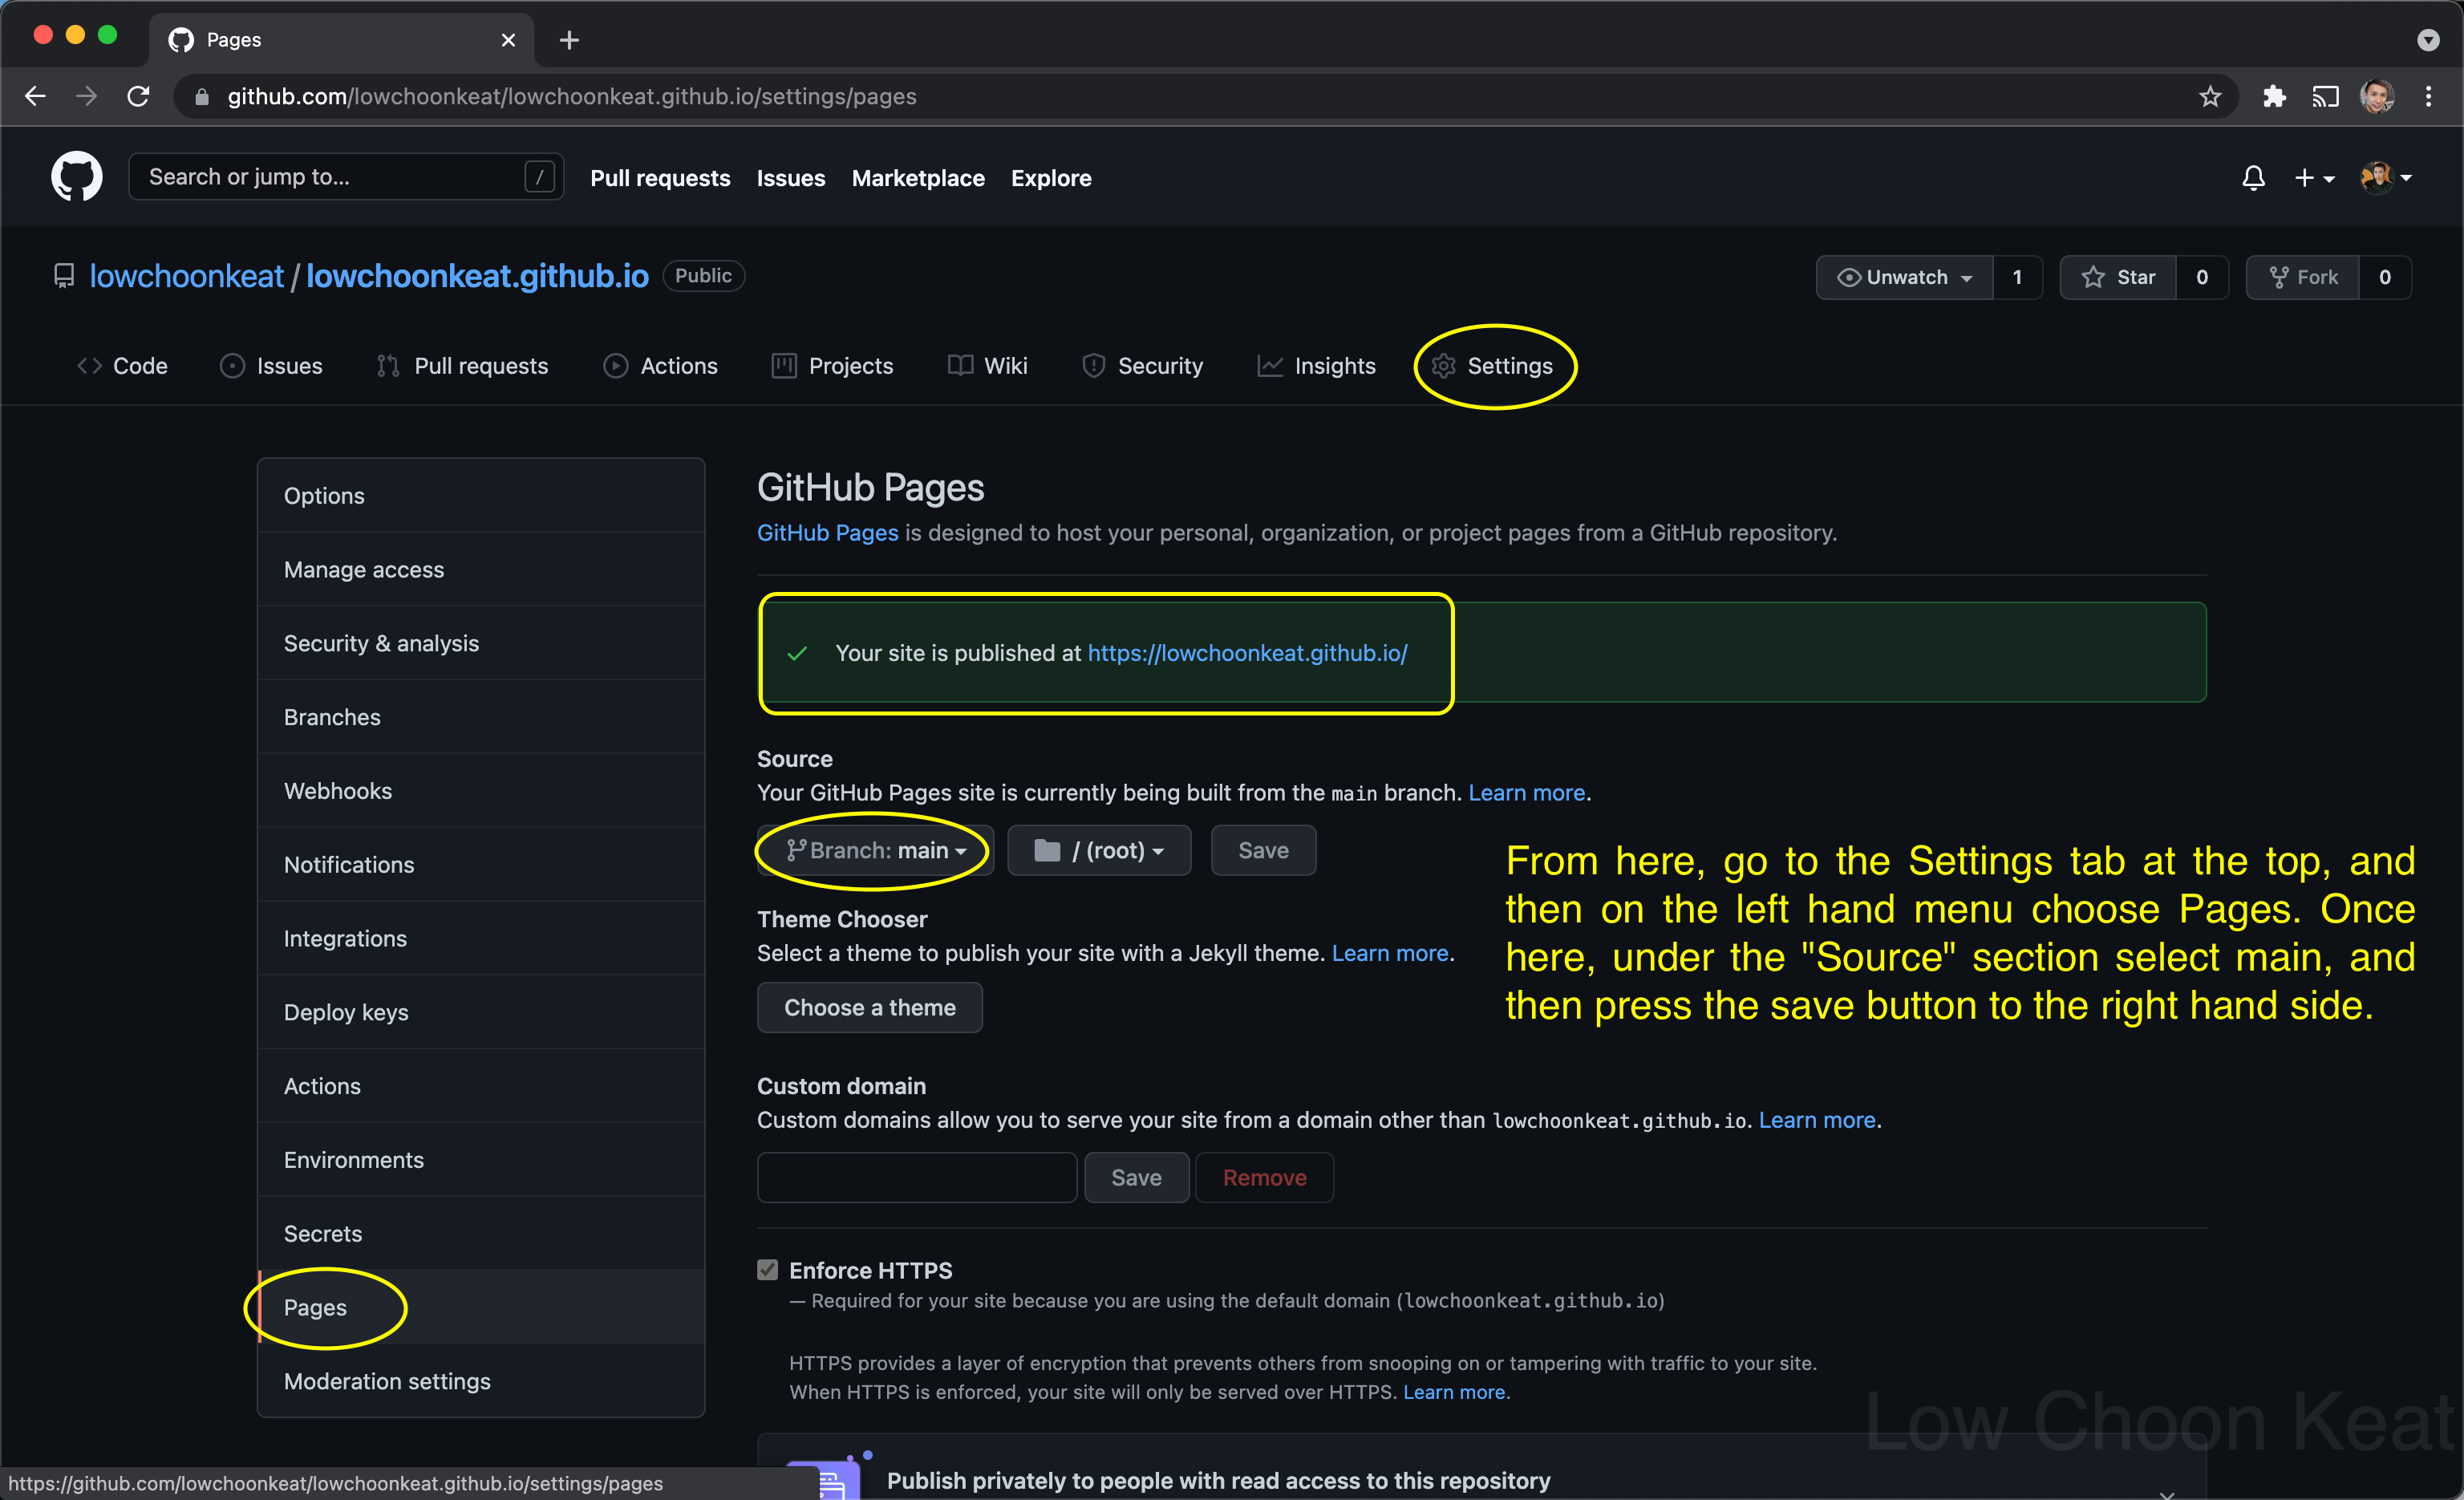 Pages
github.com/lowchoonkeat/lowchoonkeat.github.io/settings/pages
Search or jump to... /
Pull requests Issues Marketplace Explore
lowchoonkeat / lowchoonkeat.github.io Public
Unwatch 1 Star 0 Fork 0
Code Issues Pull requests Actions Projects Wiki Security Insights Settings
Options
Manage access
Security & analysis
Branches
Webhooks
Notifications
Integrations
Deploy keys
Actions
Environments
Secrets
Pages
Moderation settings
GitHub Pages
GitHub Pages is designed to host your personal, organization, or project pages from a GitHub repository.
Your site is published at https://lowchoonkeat.github.io/
Source
Your GitHub Pages site is currently being built from the main branch. Learn more.
Branch: main / (root) Save
Theme Chooser
Select a theme to publish your site with a Jekyll theme. Learn more.
Choose a theme
From here, go to the Settings tab at the top, and
then on the left hand menu choose Pages. Once
here, under the "Source" section select main, and
then press the save button to the right hand side.
Custom domain
Custom domains allow you to serve your site from a domain other than lowchoonkeat.github.io. Learn more.
Save Remove
Enforce HTTPS
— Required for your site because you are using the default domain (lowchoonkeat.github.io)
HTTPS provides a layer of encryption that prevents others from snooping on or tampering with traffic to your site.
When HTTPS is enforced, your site will only be served over HTTPS. Learn more.
Low Choon Keat
Publish privately to people with read access to this repository
https://github.com/lowchoonkeat/lowchoonkeat.github.io/settings/pages